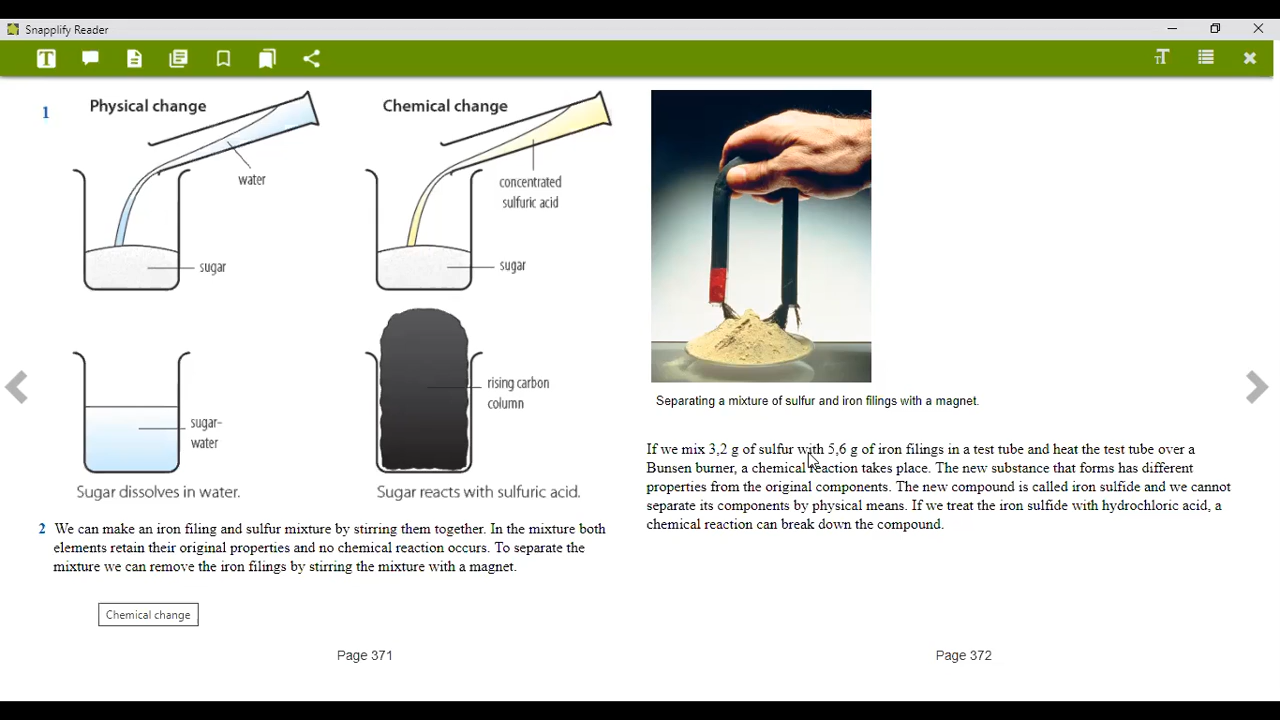 Snapplify Reader
1
Physical change
Chemical change
water
concentrated
sulfuric acid
sugar
sugar
rising carbon
column
sugar-
water
Sugar dissolves in water.
Sugar reacts with sulfuric acid.
2 We can make an iron filing and sulfur mixture by stirring them together. In the mixture both
elements retain their original properties and no chemical reaction occurs. To separate the
mixture we can remove the iron filings by stirring the mixture with a magnet.
Chemical change
Page 371
Separating a mixture of sulfur and iron filings with a magnet.
If we mix 3,2 g of sulfur with 5,6 g of iron filings in a test tube and heat the test tube over a
Bunsen burner, a chemical reaction takes place. The new substance that forms has different
properties from the original components. The new compound is called iron sulfide and we cannot
separate its components by physical means. If we treat the iron sulfide with hydrochloric acid, a
chemical reaction can break down the compound.
Page 372